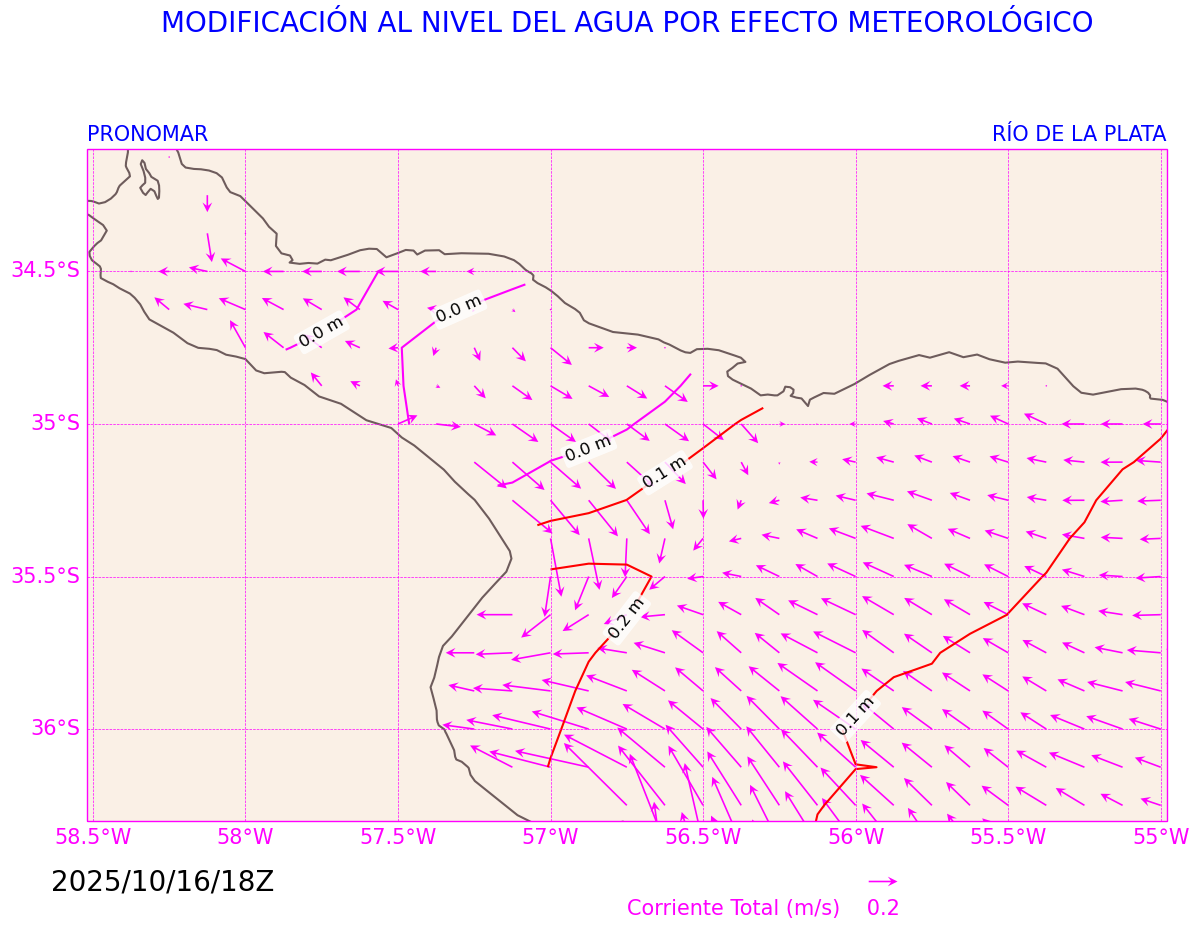 MODIFICACIÓN AL NIVEL DEL AGUA POR EFECTO METEOROLÓGICO
PRONOMAR
RÍO DE LA PLATA
34.5°S
35°S
35.5°S
36°S
0.0 m
0.0 m
0.0 m
0.1 m
0.2 m
0.1 m
58.5°W
58°W
57.5°W
57°W
56.5°W
56°W
55.5°W
55°W
2025/10/16/18Z
Corriente Total (m/s)
0.2